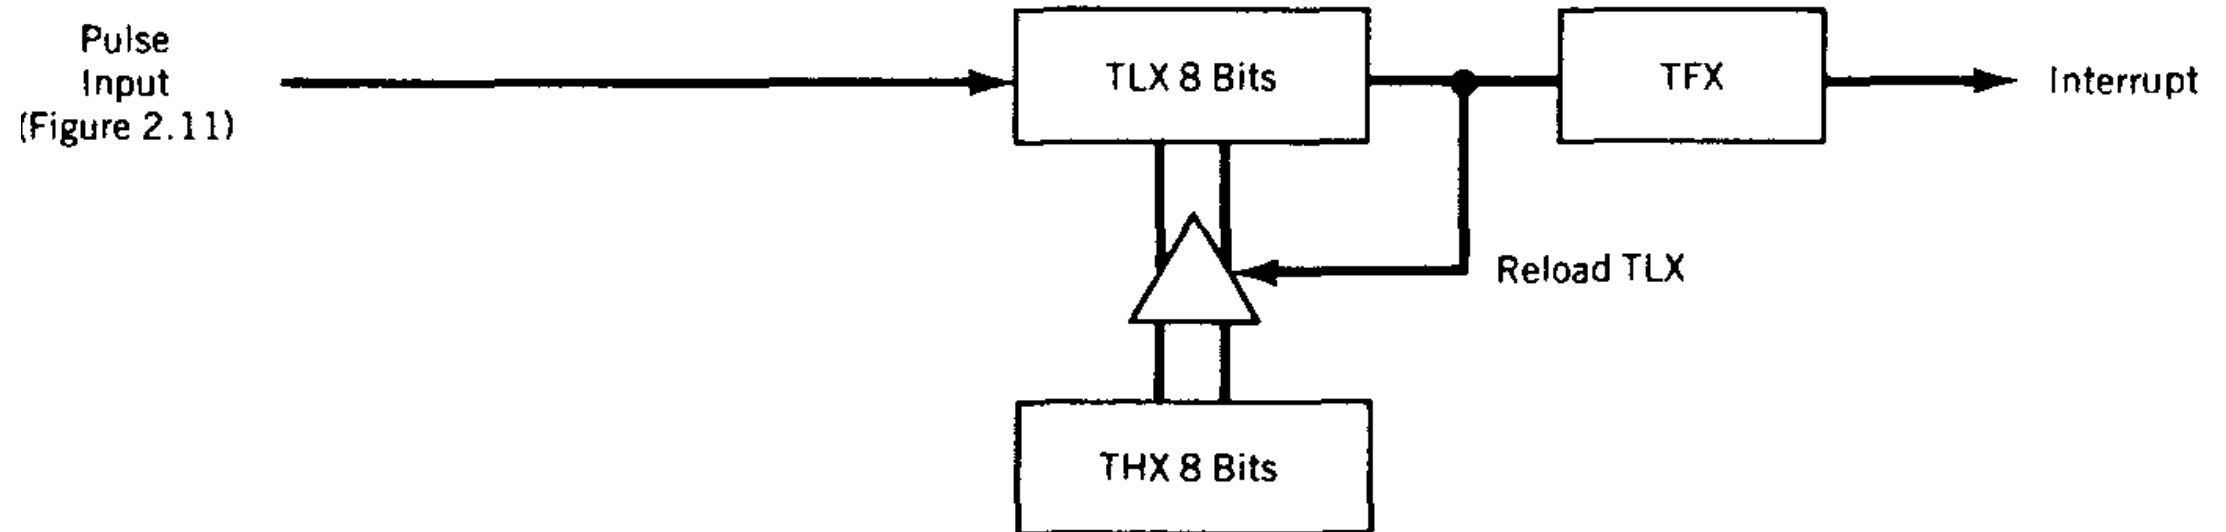 Pulse
Input
(Figure 2.11)
TLX 8 Bits
TFX
Interrupt
Reload TLX
THX 8 Bits